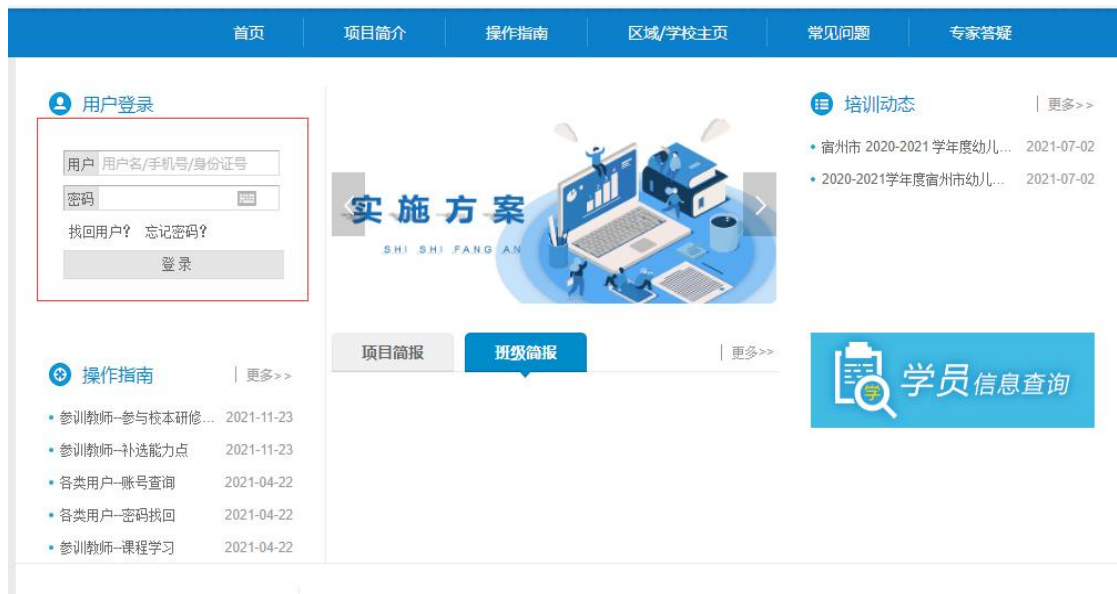 首页 项目简介 操作指南 区域/学校主页 常见问题 专家答疑
用户登录
用户 用户名/手机号/身份证号
密码
找回用户? 忘记密码?
登录
实施方案
SHI SHI FANG AN
培训动态 更多>>
• 宿州市 2020-2021 学年度幼儿... 2021-07-02
• 2020-2021学年度宿州市幼儿... 2021-07-02
操作指南 更多>>
• 参训教师--参与校本研修... 2021-11-23
• 参训教师--补选能力点 2021-11-23
• 各类用户--账号查询 2021-04-22
• 各类用户--密码找回 2021-04-22
• 参训教师--课程学习 2021-04-22
项目简报 班级简报 更多>>
学
学员信息查询